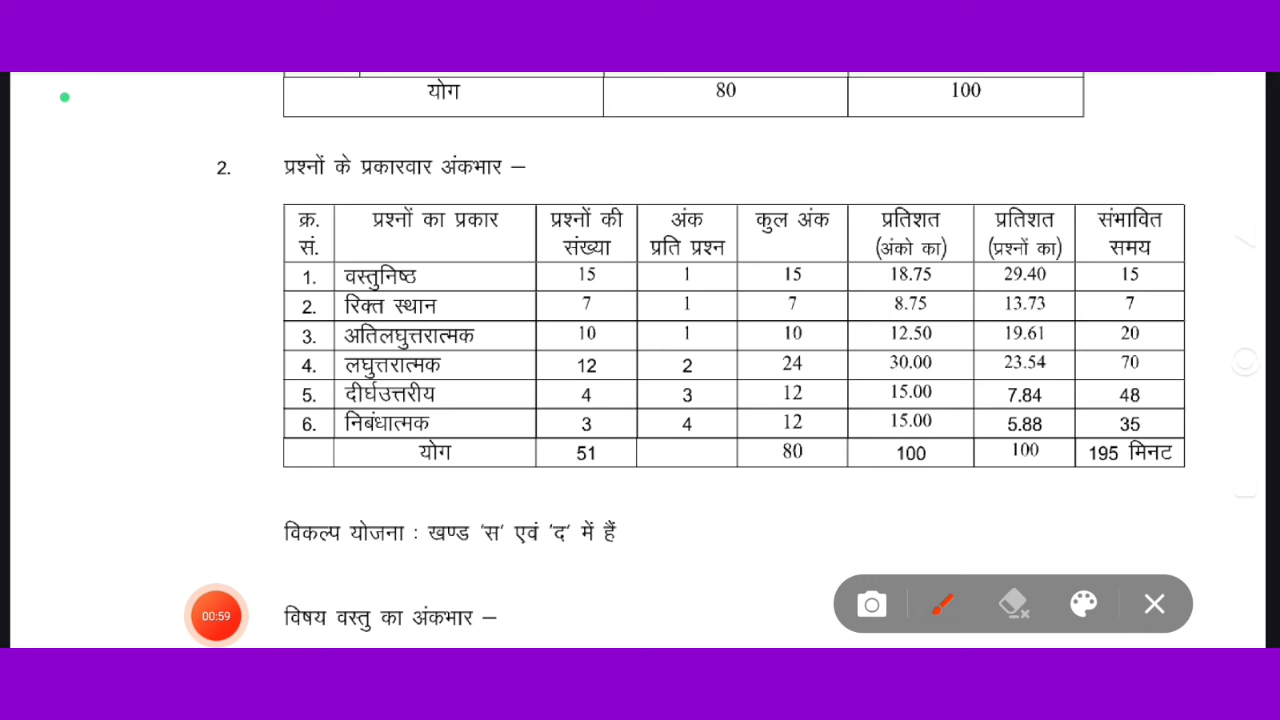 योग 80 100
2. प्रश्नों के प्रकारवार अंकभार –
क्र. सं. प्रश्नों का प्रकार प्रश्नों की संख्या अंक प्रति प्रश्न कुल अंक प्रतिशत (अंको का) प्रतिशत (प्रश्नों का) संभावित समय
1. वस्तुनिष्ठ 15 1 15 18.75 29.40 15
2. रिक्त स्थान 7 1 7 8.75 13.73 7
3. अतिलघुत्तरात्मक 10 1 10 12.50 19.61 20
4. लघुत्तरात्मक 12 2 24 30.00 23.54 70
5. दीर्घउत्तरीय 4 3 12 15.00 7.84 48
6. निबंधात्मक 3 4 12 15.00 5.88 35
योग 51 80 100 100 195 मिनट
विकल्प योजना : खण्ड ‘स‘ एवं ‘द‘ में हैं
00:59
विषय वस्तु का अंकभार –